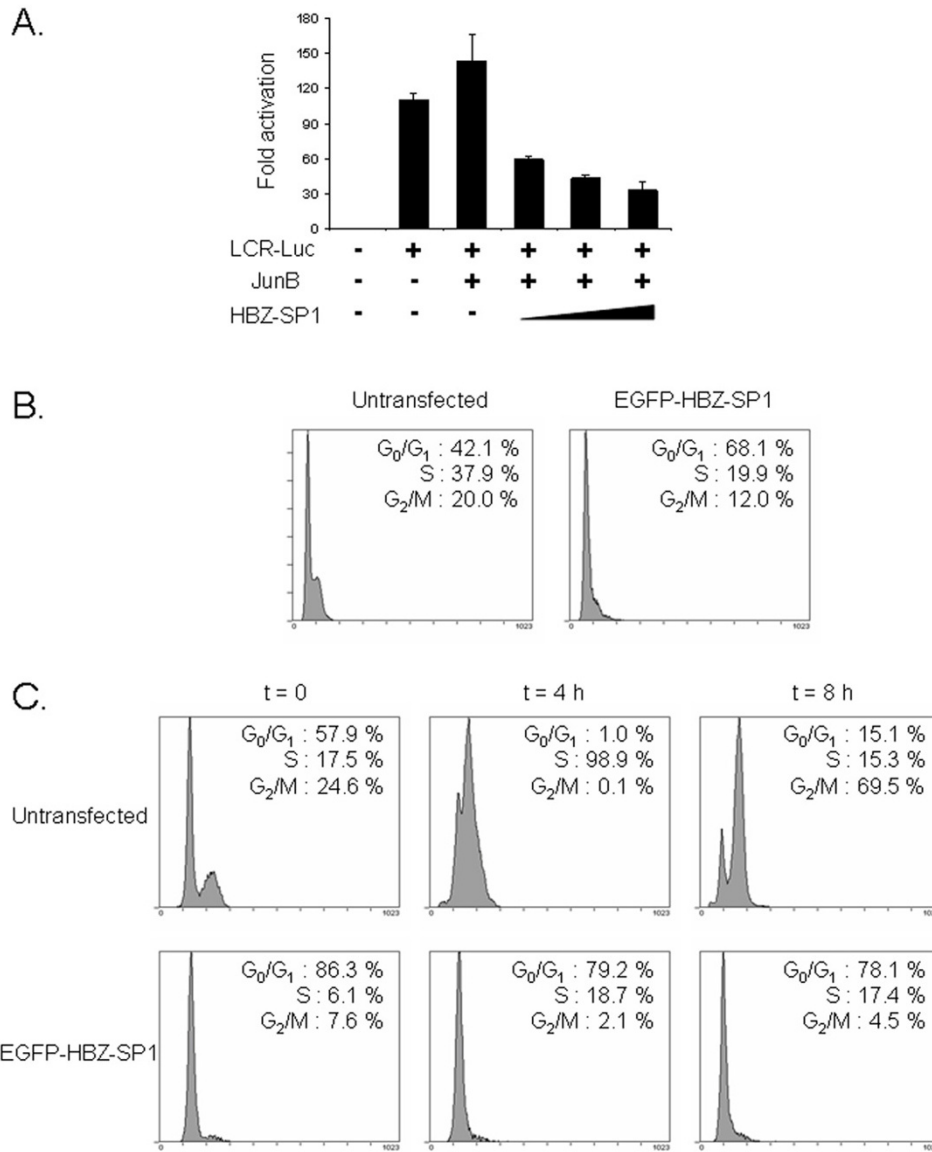 A.
180
150
120
90
60
30
0
Fold activation
LCR-Luc - + + + + +
JunB - - + + + +
HBZ-SP1 - - -
B.
Untransfected EGFP-HBZ-SP1
G0/G1 : 42.1 %
S : 37.9 %
G2/M : 20.0 %
0 1023
G0/G1 : 68.1 %
S : 19.9 %
G2/M : 12.0 %
0 1023
C.
t = 0 t = 4 h t = 8 h
Untransfected
G0/G1 : 57.9 %
S : 17.5 %
G2/M : 24.6 %
0 1023
G0/G1 : 1.0 %
S : 98.9 %
G2/M : 0.1 %
0 1023
G0/G1 : 15.1 %
S : 15.3 %
G2/M : 69.5 %
0 1023
EGFP-HBZ-SP1
G0/G1 : 86.3 %
S : 6.1 %
G2/M : 7.6 %
0 1023
G0/G1 : 79.2 %
S : 18.7 %
G2/M : 2.1 %
0 1023
G0/G1 : 78.1 %
S : 17.4 %
G2/M : 4.5 %
0 1023